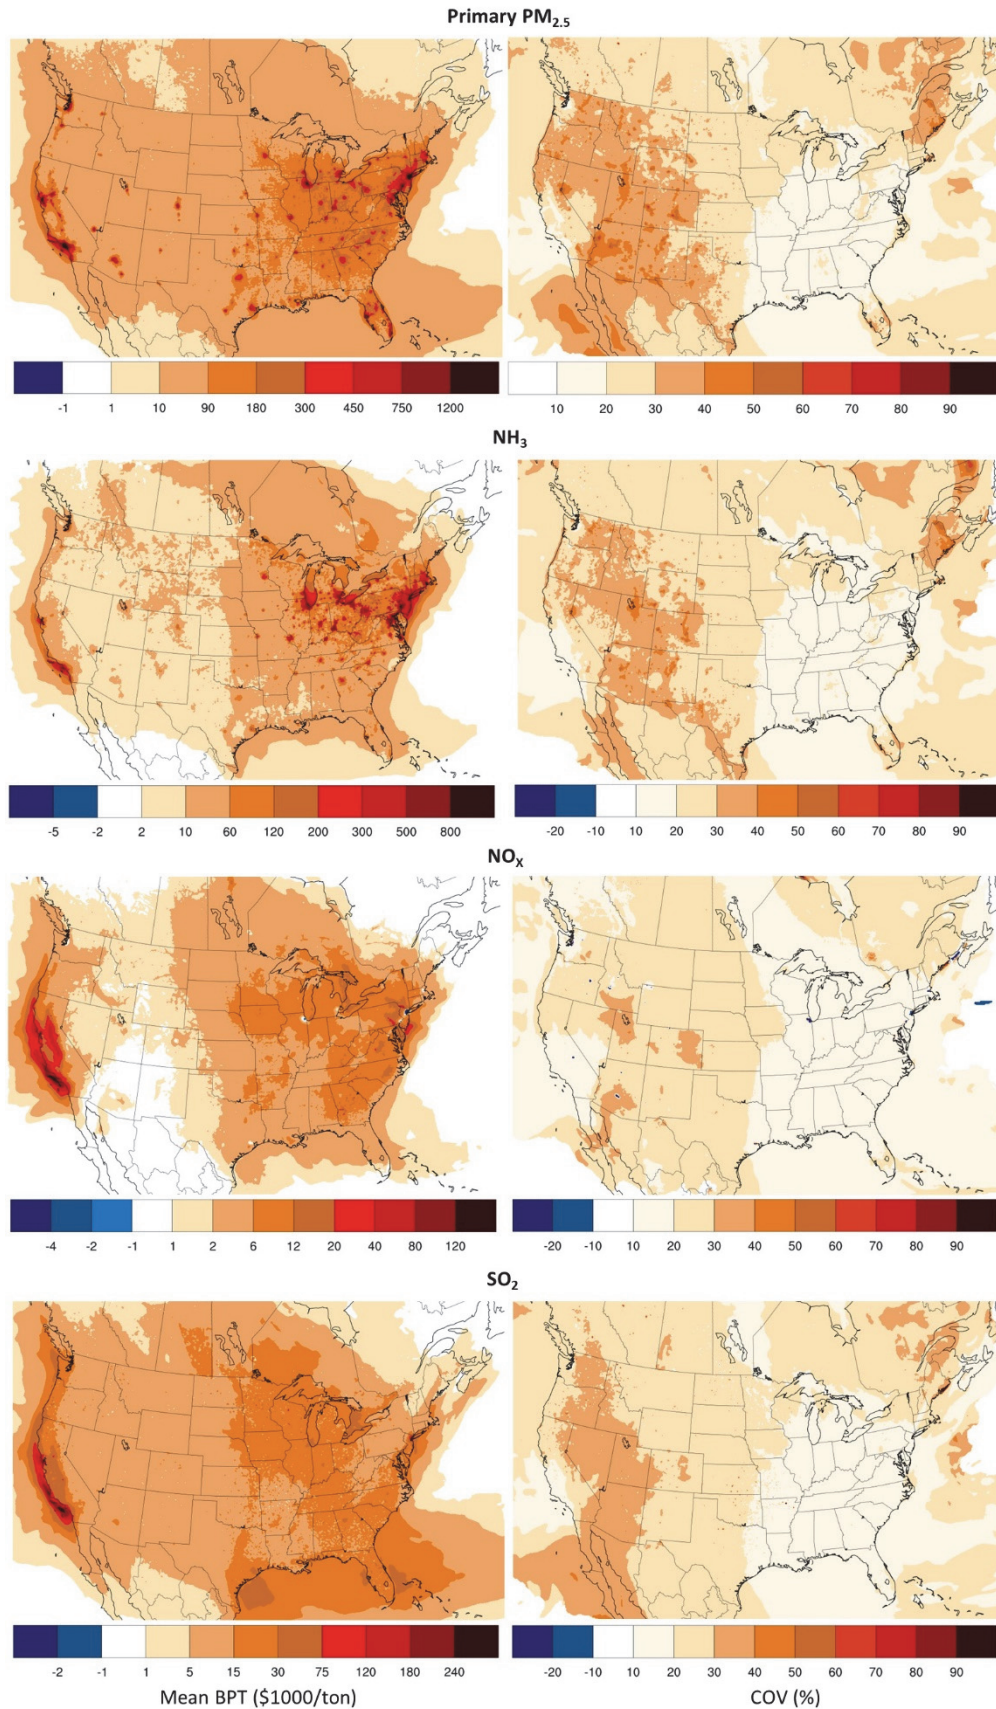 Primary PM2.5
-1 1 10 90 180 300 450 750 1200
10 20 30 40 50 60 70 80 90
NH3
-5 -2 2 10 60 120 200 300 500 800
-20 -10 10 20 30 40 50 60 70 80 90
NOX
-4 -2 -1 1 2 6 12 20 40 80 120
-20 -10 10 20 30 40 50 60 70 80 90
SO2
-2 -1 1 5 15 30 75 120 180 240
-20 -10 10 20 30 40 50 60 70 80 90
Mean BPT ($1000/ton) COV (%)